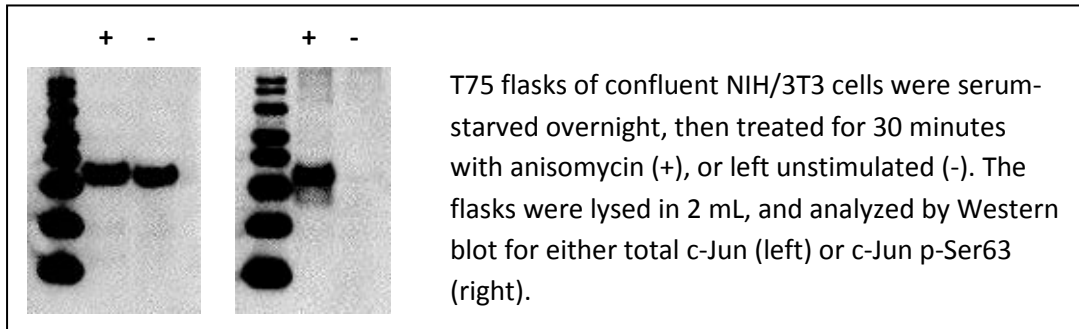 + -
+ -
T75 flasks of confluent NIH/3T3 cells were serum-
starved overnight, then treated for 30 minutes
with anisomycin (+), or left unstimulated (-). The
flasks were lysed in 2 mL, and analyzed by Western
blot for either total c-Jun (left) or c-Jun p-Ser63
(right).